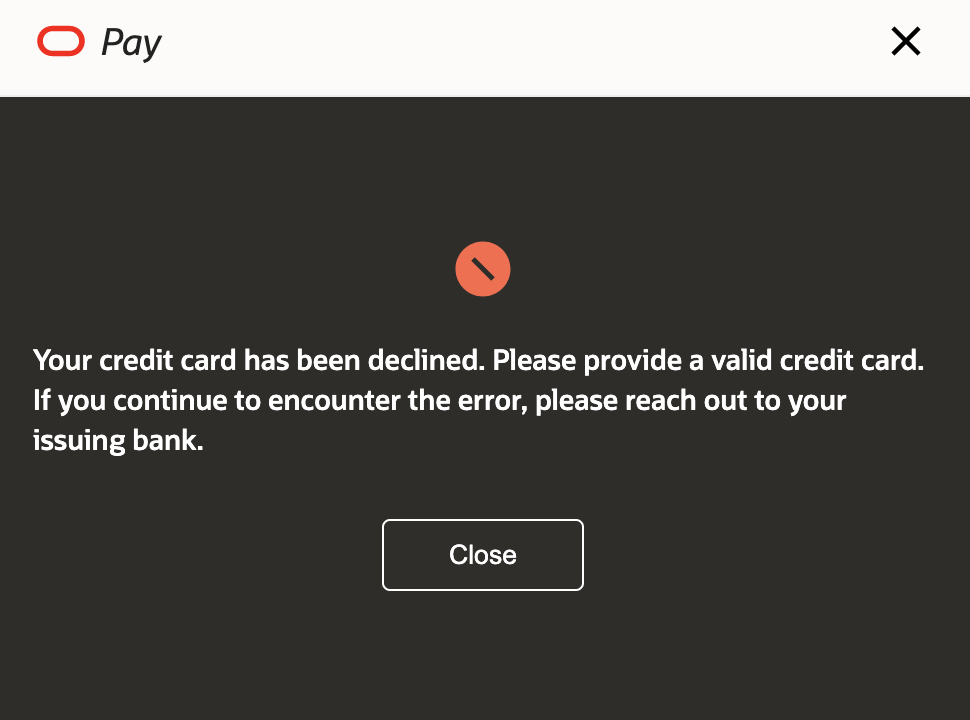 Pay
Your credit card has been declined. Please provide a valid credit card.
If you continue to encounter the error, please reach out to your
issuing bank.
Close